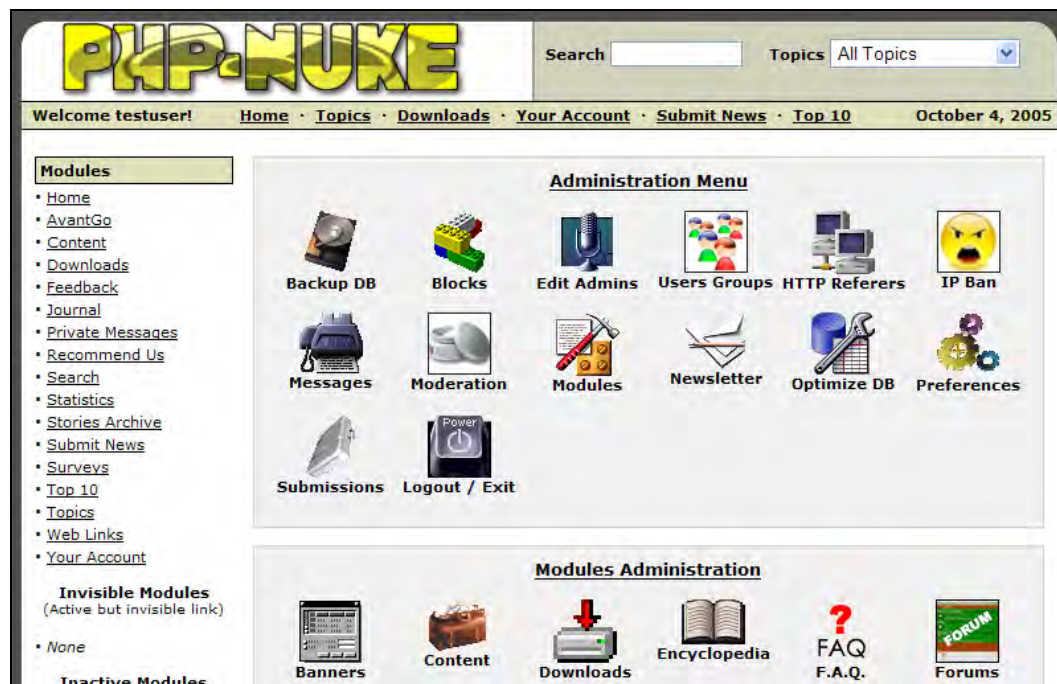 PHP-NUKE
Search
Topics All Topics
Welcome testuser! Home · Topics · Downloads · Your Account · Submit News · Top 10 October 4, 2005
Modules
• Home
• AvantGo
• Content
• Downloads
• Feedback
• Journal
• Private Messages
• Recommend Us
• Search
• Statistics
• Stories Archive
• Submit News
• Surveys
• Top 10
• Topics
• Web Links
• Your Account
Invisible Modules
(Active but invisible link)
• None
Inactive Modules
Administration Menu
Backup DB Blocks Edit Admins Users Groups HTTP Referers IP Ban
Messages Moderation Modules Newsletter Optimize DB Preferences
Power
Submissions Logout / Exit
Modules Administration
FORUM
FAQ
Banners Content Downloads Encyclopedia F.A.Q. Forums